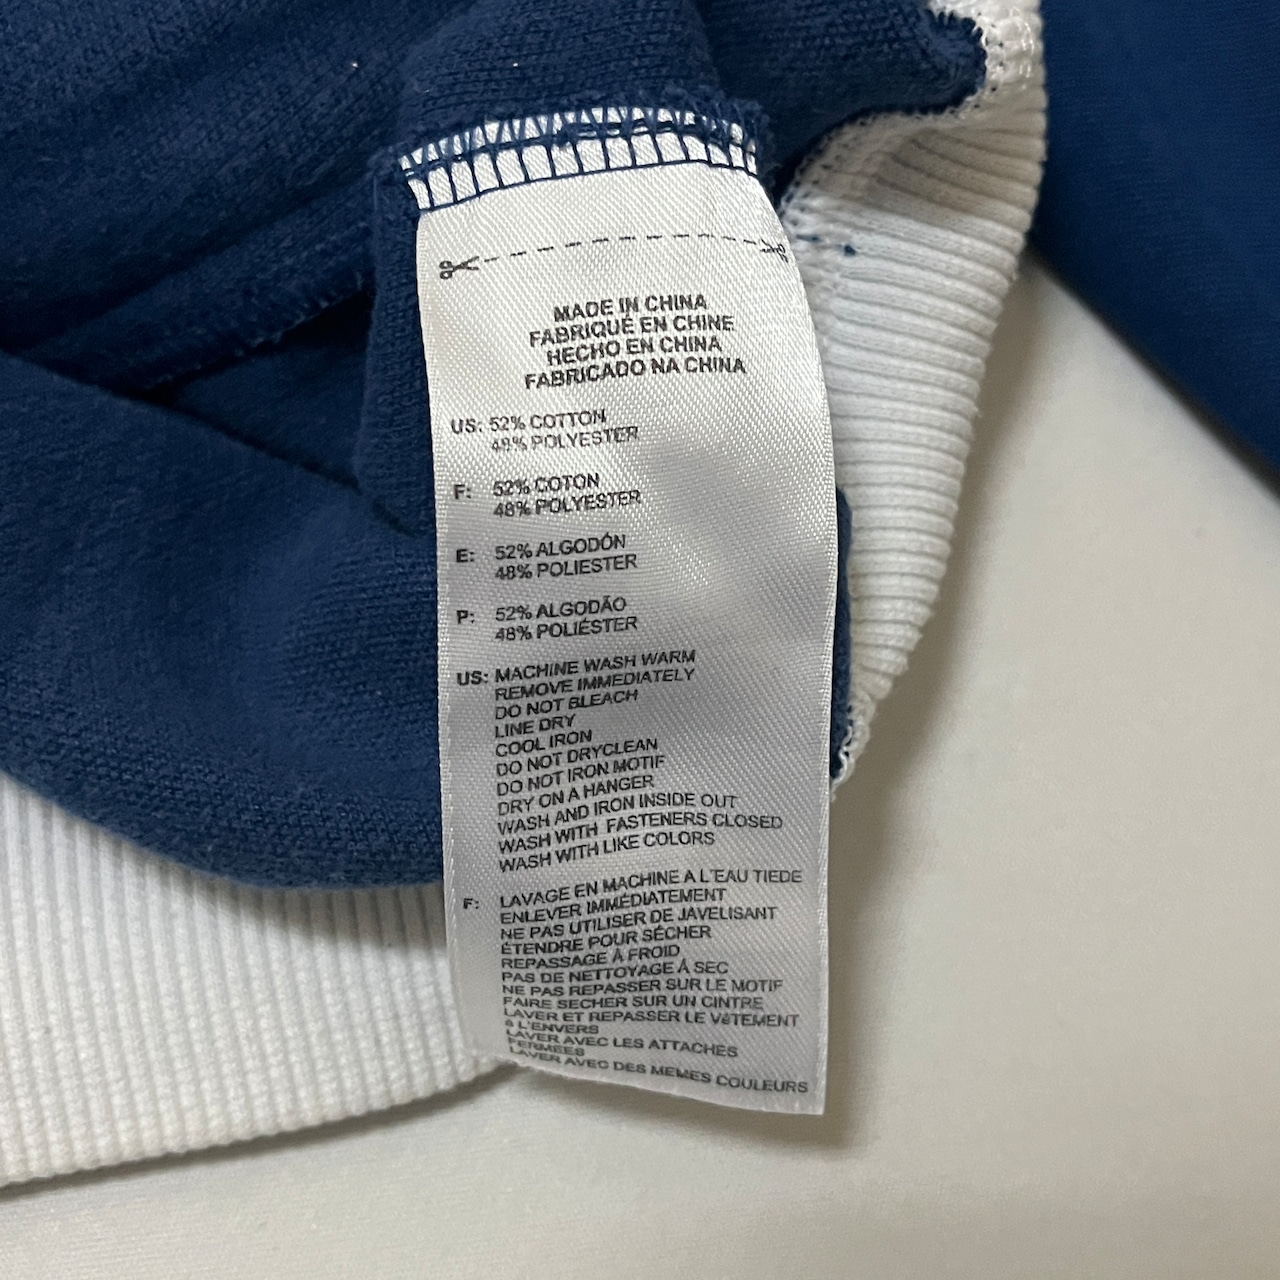 MADE IN CHINA
FABRIQUÉ EN CHINE
HECHO EN CHINA
FABRICADO NA CHINA
US: 52% COTTON
48% POLYESTER
F: 52% COTON
48% POLYESTER
E: 52% ALGODÓN
48% POLIESTER
P: 52% ALGODÃO
48% POLIÉSTER
US: MACHINE WASH WARM
REMOVE IMMEDIATELY
DO NOT BLEACH
LINE DRY
COOL IRON
DO NOT DRYCLEAN
DO NOT IRON MOTIF
DRY ON A HANGER
WASH AND IRON INSIDE OUT
WASH WITH FASTENERS CLOSED
WASH WITH LIKE COLORS
F: LAVAGE EN MACHINE A L'EAU TIEDE
ENLEVER IMMÉDIATEMENT
NE PAS UTILISER DE JAVELISANT
ÉTENDRE POUR SÉCHER
REPASSAGE À FROID
PAS DE NETTOYAGE À SEC
NE PAS REPASSER SUR LE MOTIF
FAIRE SECHER SUR UN CINTRE
LAVER ET REPASSER LE VêTEMENT
à L'ENVERS
LAVER AVEC LES ATTACHES
FERMEES
LAVER AVEC DES MEMES COULEURS